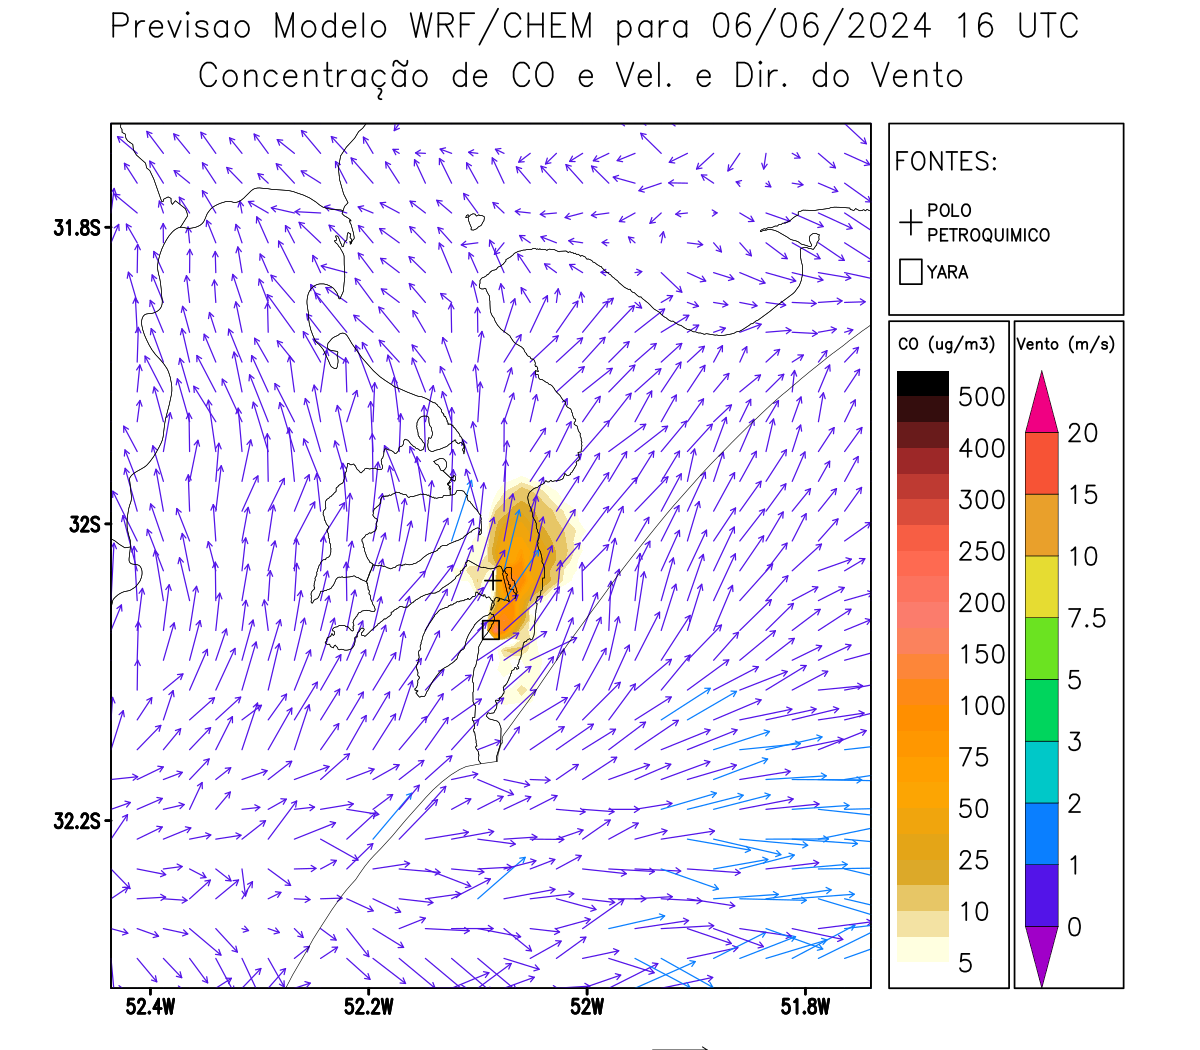 Previsao Modelo WRF/CHEM para 06/06/2024 16 UTC
Concentração de CO e Vel. e Dir. do Vento
FONTES:
POLO
PETROQUIMICO
YARA
CO (ug/m3)
500
400
300
250
200
150
100
75
50
25
10
5
Vento (m/s)
20
15
10
7.5
5
3
2
1
0
31.8S
32S
32.2S
52.4W
52.2W
52W
51.8W